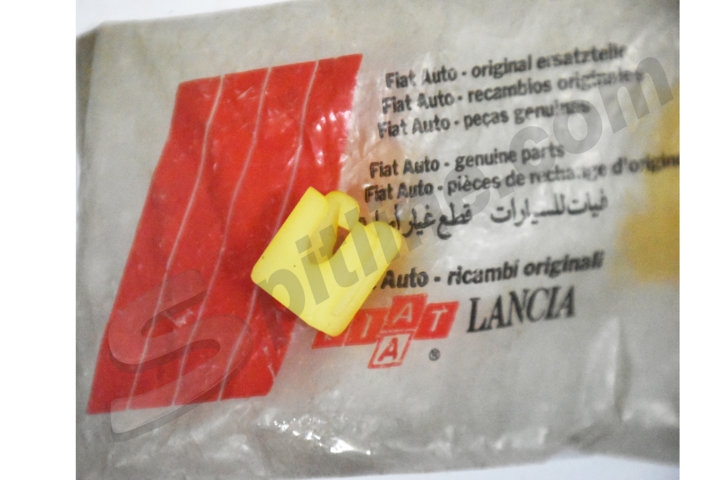 Fiat Auto - original ersatzteile
Fiat Auto - recambios originales
Fiat Auto - peças genuinas
Fiat Auto - genuine parts
Fiat Auto - pièces de rechange d'origine
فيات للسيارات قطع غيار
Auto - ricambi originali
FIAT LANCIA
A
®
Spitlims.com